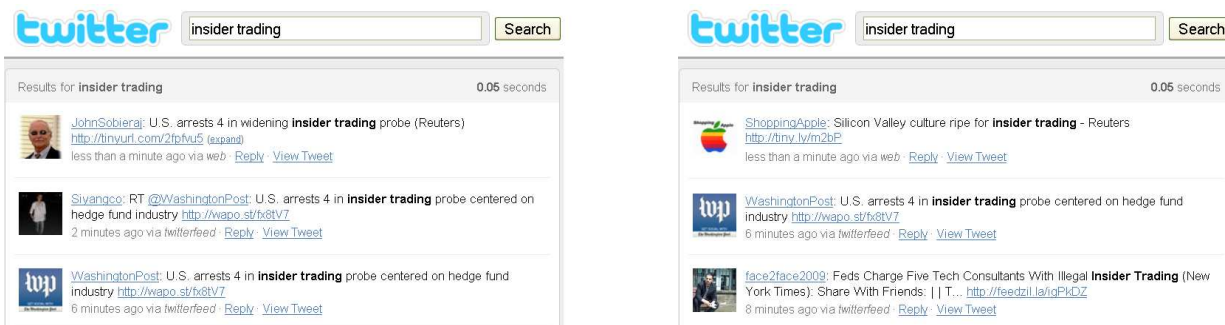 twitter
insider trading
Search
Results for insider trading
0.05 seconds
JohnSobieraj: U.S. arrests 4 in widening insider trading probe (Reuters)
http://tinyurl.com/2fpfvu5 (expand)
less than a minute ago via web · Reply · View Tweet
Siyangco: RT @WashingtonPost: U.S. arrests 4 in insider trading probe centered on
hedge fund industry http://wapo.st/fx8tV7
2 minutes ago via twitterfeed · Reply · View Tweet
wp
WashingtonPost: U.S. arrests 4 in insider trading probe centered on hedge fund
industry http://wapo.st/fx8tV7
6 minutes ago via twitterfeed · Reply · View Tweet
twitter
insider trading
Search
Results for insider trading
0.05 seconds
Shopping Apple
ShoppingApple: Silicon Valley culture ripe for insider trading - Reuters
http://tiny.ly/m2bP
less than a minute ago via web · Reply · View Tweet
wp
WashingtonPost: U.S. arrests 4 in insider trading probe centered on hedge fund
industry http://wapo.st/fx8tV7
6 minutes ago via twitterfeed · Reply · View Tweet
face2face2009: Feds Charge Five Tech Consultants With Illegal Insider Trading (New
York Times): Share With Friends: | | T... http://feedzil.la/igPkDZ
8 minutes ago via twitterfeed · Reply · View Tweet